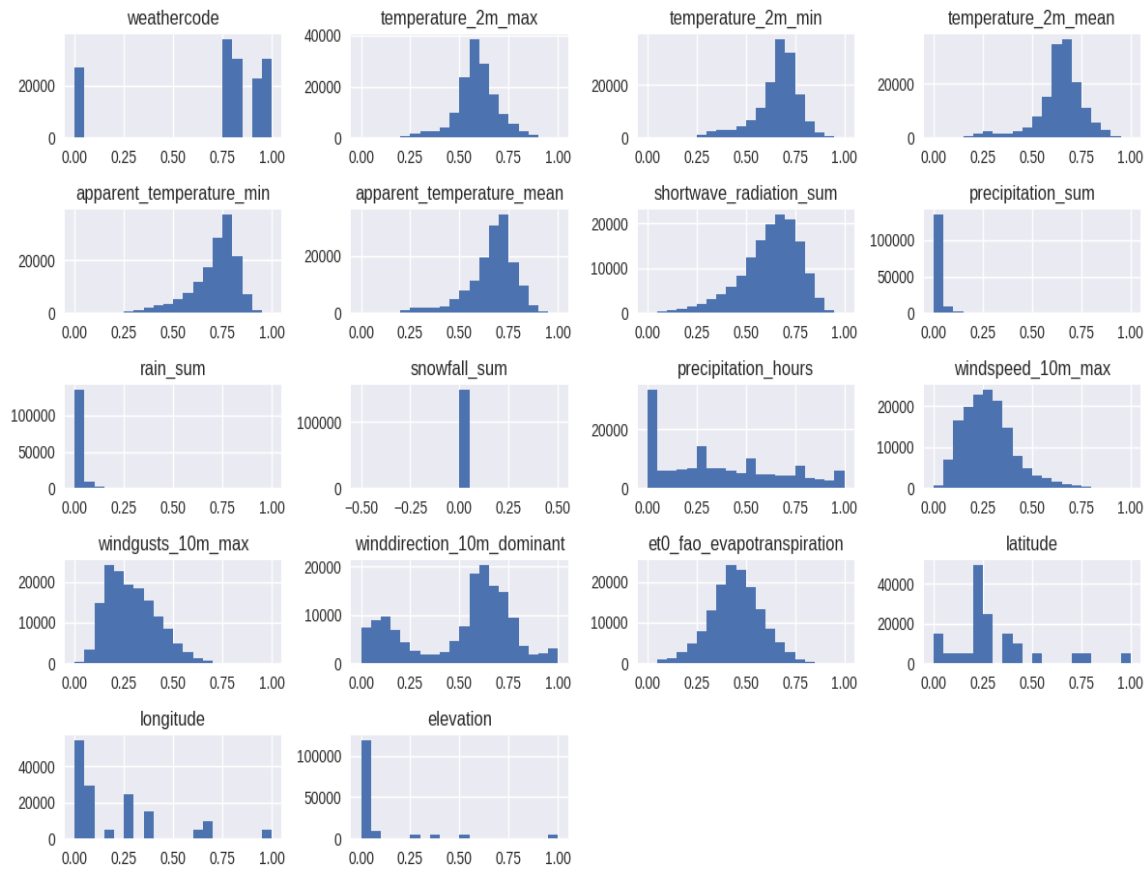 weathercode temperature_2m_max temperature_2m_min temperature_2m_mean
40000
20000 20000 20000 20000
0 0 0 0
0.00 0.25 0.50 0.75 1.00 0.00 0.25 0.50 0.75 1.00 0.00 0.25 0.50 0.75 1.00 0.00 0.25 0.50 0.75 1.00
apparent_temperature_min apparent_temperature_mean shortwave_radiation_sum precipitation_sum
20000 100000
20000 20000 10000 50000
0 0 0 0
0.00 0.25 0.50 0.75 1.00 0.00 0.25 0.50 0.75 1.00 0.00 0.25 0.50 0.75 1.00 0.00 0.25 0.50 0.75 1.00
rain_sum snowfall_sum precipitation_hours windspeed_10m_max
100000 100000 20000 20000
50000 10000
0 0 0 0
0.00 0.25 0.50 0.75 1.00 −0.50 −0.25 0.00 0.25 0.50 0.00 0.25 0.50 0.75 1.00 0.00 0.25 0.50 0.75 1.00
windgusts_10m_max winddirection_10m_dominant et0_fao_evapotranspiration latitude
20000 20000 20000 40000
10000 10000 10000 20000
0 0 0 0
0.00 0.25 0.50 0.75 1.00 0.00 0.25 0.50 0.75 1.00 0.00 0.25 0.50 0.75 1.00 0.00 0.25 0.50 0.75 1.00
longitude elevation
40000 100000
20000 50000
0 0
0.00 0.25 0.50 0.75 1.00 0.00 0.25 0.50 0.75 1.00